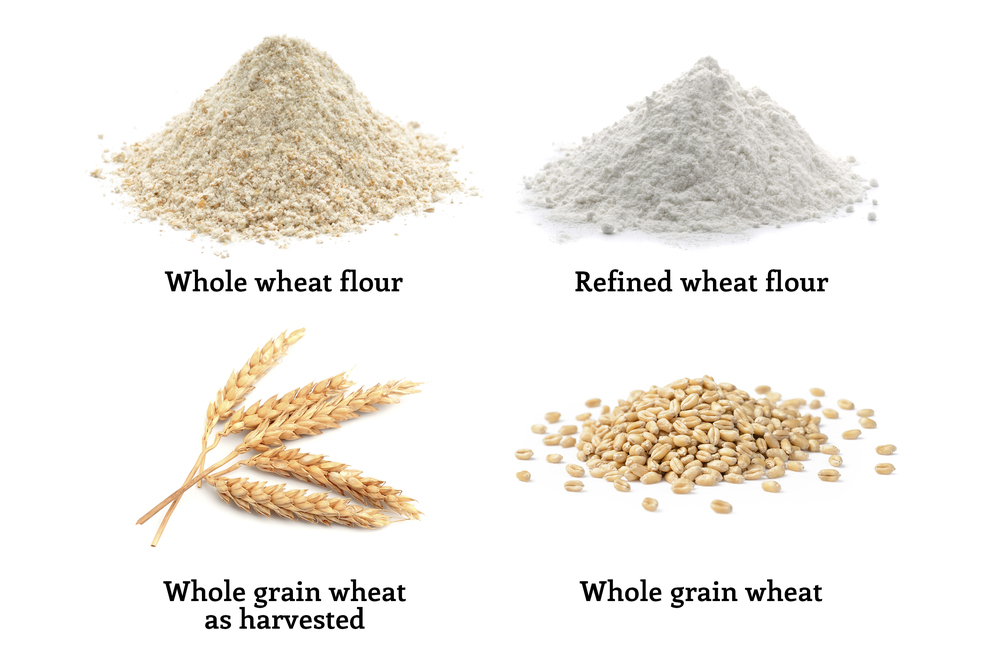 Whole wheat flour
Refined wheat flour
Whole grain wheat
as harvested
Whole grain wheat